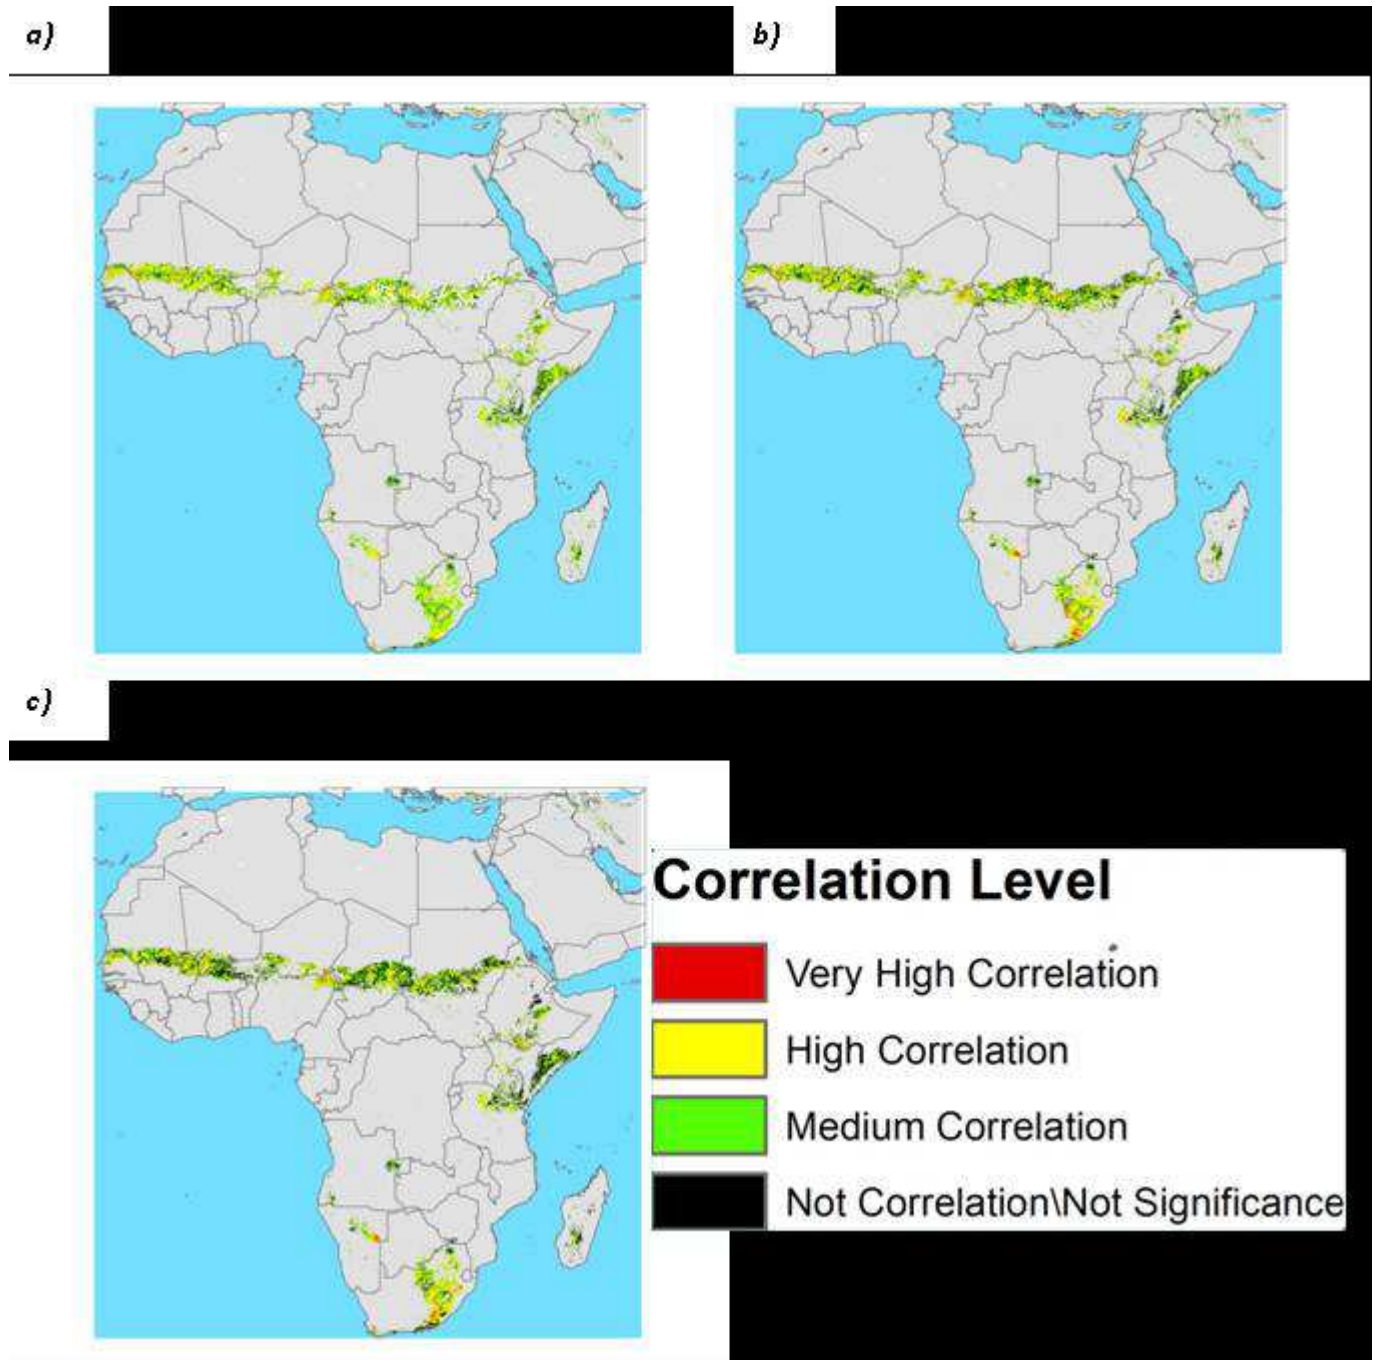 a)
b)
c)
Correlation Level
Very High Correlation
High Correlation
Medium Correlation
Not Correlation\Not Significance